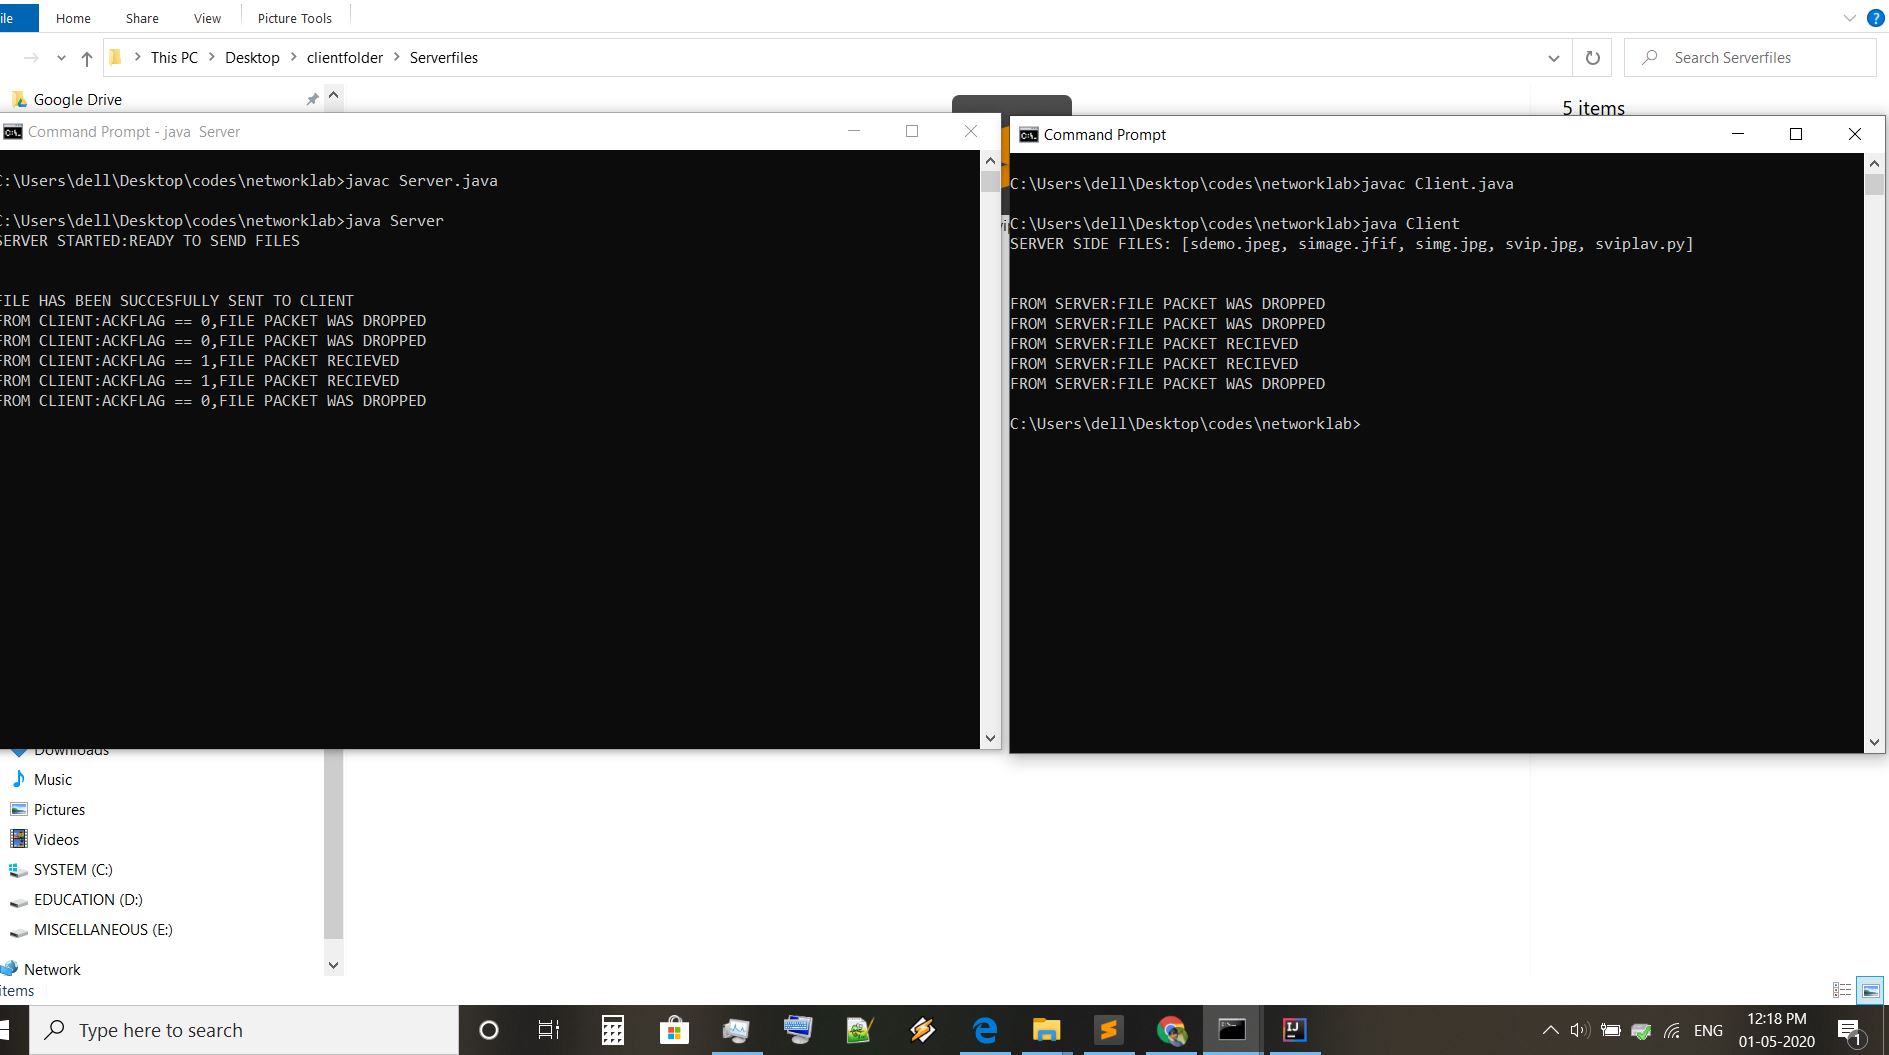 ile Home Share View Picture Tools
This PC > Desktop > clientfolder > Serverfiles
Search Serverfiles
Google Drive
5 items
Command Prompt - java  Server
C:\Users\dell\Desktop\codes\networklab>javac Server.java
C:\Users\dell\Desktop\codes\networklab>java Server
SERVER STARTED:READY TO SEND FILES
FILE HAS BEEN SUCCESFULLY SENT TO CLIENT
FROM CLIENT:ACKFLAG == 0,FILE PACKET WAS DROPPED
FROM CLIENT:ACKFLAG == 0,FILE PACKET WAS DROPPED
FROM CLIENT:ACKFLAG == 1,FILE PACKET RECIEVED
FROM CLIENT:ACKFLAG == 1,FILE PACKET RECIEVED
FROM CLIENT:ACKFLAG == 0,FILE PACKET WAS DROPPED
Command Prompt
C:\Users\dell\Desktop\codes\networklab>javac Client.java
C:\Users\dell\Desktop\codes\networklab>java Client
SERVER SIDE FILES: [sdemo.jpeg, simage.jfif, simg.jpg, svip.jpg, sviplav.py]
FROM SERVER:FILE PACKET WAS DROPPED
FROM SERVER:FILE PACKET WAS DROPPED
FROM SERVER:FILE PACKET RECIEVED
FROM SERVER:FILE PACKET RECIEVED
FROM SERVER:FILE PACKET WAS DROPPED
C:\Users\dell\Desktop\codes\networklab>
Downloads
Music
Pictures
Videos
SYSTEM (C:)
EDUCATION (D:)
MISCELLANEOUS (E:)
Network
items
Type here to search
ENG
12:18 PM
01-05-2020
1